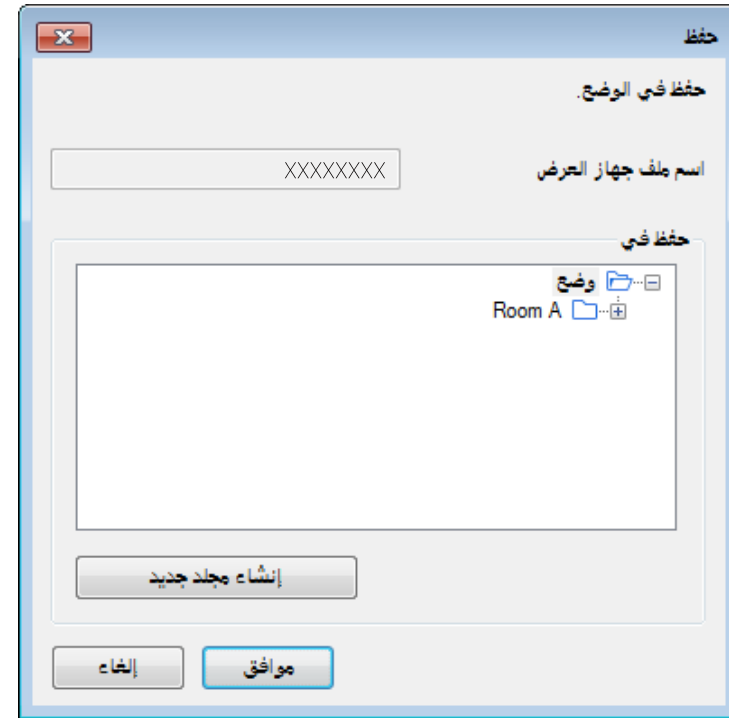 حفظ
حفظ في الوضع.
اسم ملف جهاز العرض XXXXXXXX
حفظ في
وضع
Room A
إنشاء مجلد جديد
موافق إلغاء